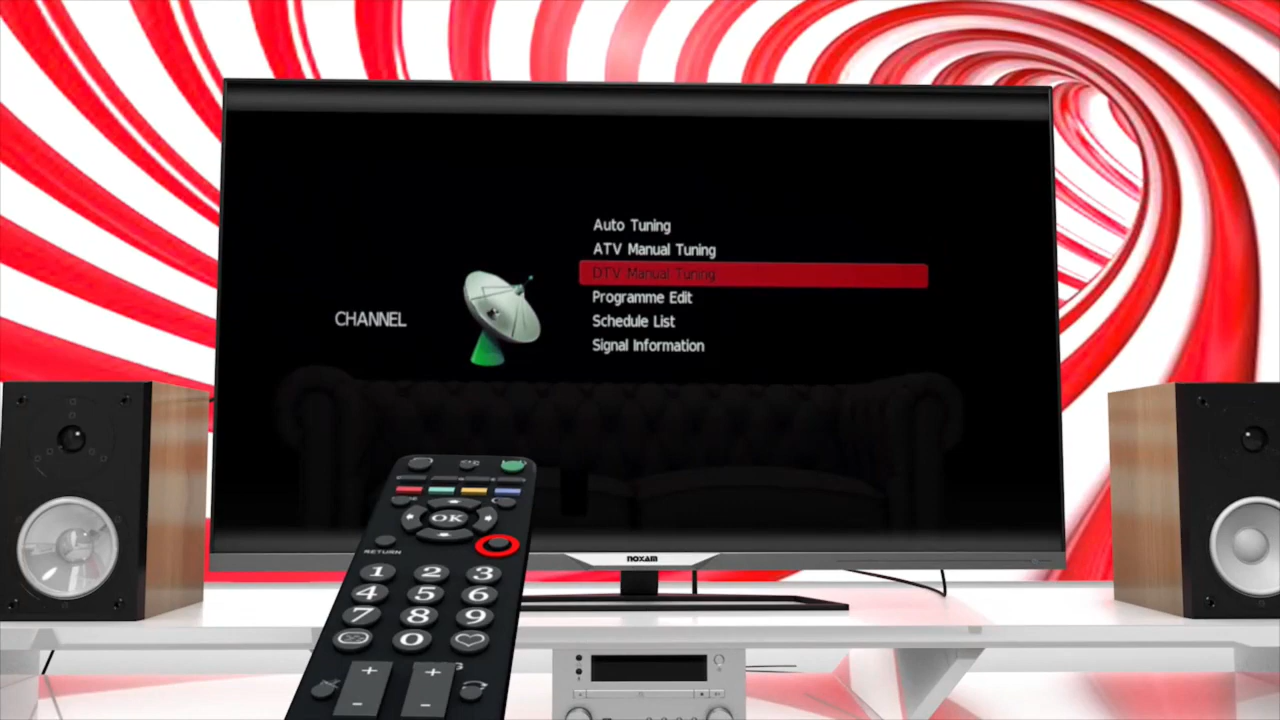 Auto Tuning
ATV Manual Tuning
DTV Manual Tuning
Programme Edit
CHANNEL
Schedule List
Signal Information
OK
RETURN
noxam
1 2 3
4 5 6
7 8 9
0
+ +
- -